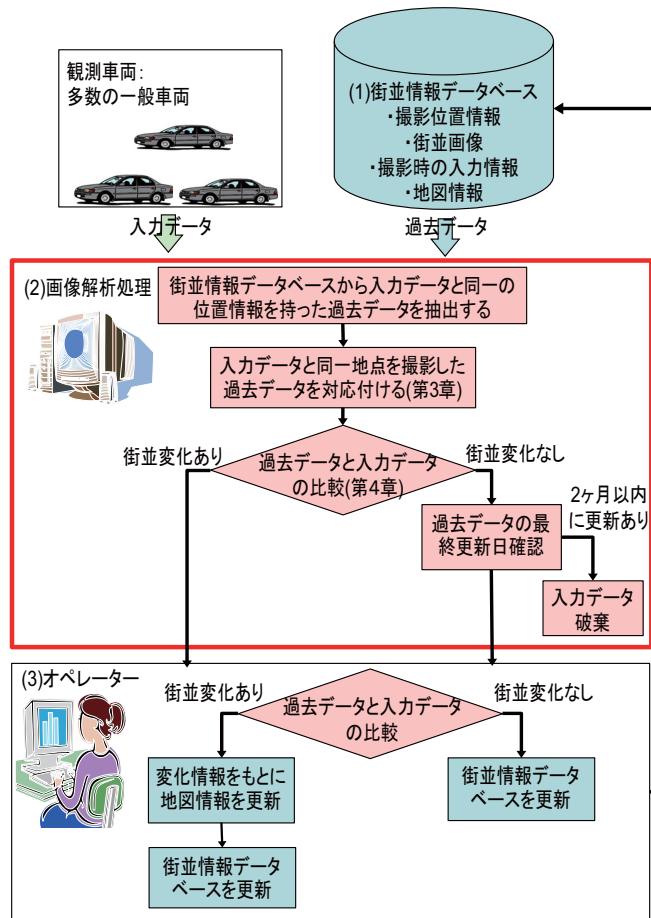 観測車両:
多数の一般車両
(1)街並情報データベース
・撮影位置情報
・街並画像
・撮影時の入力情報
・地図情報
入力データ
過去データ
(2)画像解析処理
街並情報データベースから入力データと同一の
位置情報を持った過去データを抽出する
入力データと同一地点を撮影した
過去データを対応付ける(第3章)
街並変化あり
過去データと入力データ
の比較(第4章)
街並変化なし
2ヶ月以内
に更新あり
過去データの最
終更新日確認
入力データ
破棄
(3)オペレーター
街並変化あり
過去データと入力データ
の比較
街並変化なし
変化情報をもとに
地図情報を更新
街並情報データ
ベースを更新
街並情報データ
ベースを更新